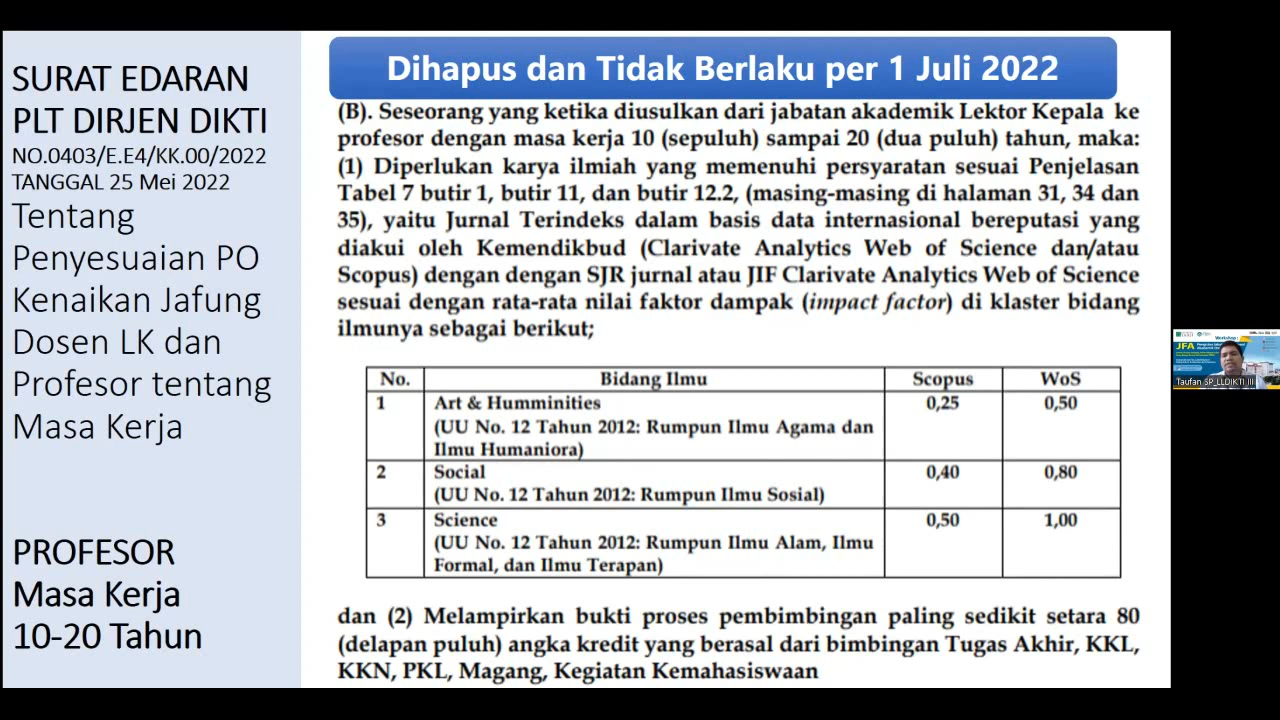 SURAT EDARAN
PLT DIRJEN DIKTI
NO.0403/E.E4/KK.00/2022
TANGGAL 25 Mei 2022
Tentang
Penyesuaian PO
Kenaikan Jafung
Dosen LK dan
Profesor tentang
Masa Kerja
PROFESOR
Masa Kerja
10-20 Tahun
Dihapus dan Tidak Berlaku per 1 Juli 2022
(B). Seseorang yang ketika diusulkan dari jabatan akademik Lektor Kepala ke
profesor dengan masa kerja 10 (sepuluh) sampai 20 (dua puluh) tahun, maka:
(1) Diperlukan karya ilmiah yang memenuhi persyaratan sesuai Penjelasan
Tabel 7 butir 1, butir 11, dan butir 12.2, (masing-masing di halaman 31, 34 dan
35), yaitu Jurnal Terindeks dalam basis data internasional bereputasi yang
diakui oleh Kemendikbud (Clarivate Analytics Web of Science dan/atau
Scopus) dengan dengan SJR jurnal atau JIF Clarivate Analytics Web of Science
sesuai dengan rata-rata nilai faktor dampak (impact factor) di klaster bidang
ilmunya sebagai berikut;
No. Bidang Ilmu Scopus WoS
1 Art & Humminities 0,25 0,50
(UU No. 12 Tahun 2012: Rumpun Ilmu Agama dan
Ilmu Humaniora)
2 Social 0,40 0,80
(UU No. 12 Tahun 2012: Rumpun Ilmu Sosial)
3 Science 0,50 1,00
(UU No. 12 Tahun 2012: Rumpun Ilmu Alam, Ilmu
Formal, dan Ilmu Terapan)
dan (2) Melampirkan bukti proses pembimbingan paling sedikit setara 80
(delapan puluh) angka kredit yang berasal dari bimbingan Tugas Akhir, KKL,
KKN, PKL, Magang, Kegiatan Kemahasiswaan
Workshop
JFA
Taufan SP_LLDIKTI III